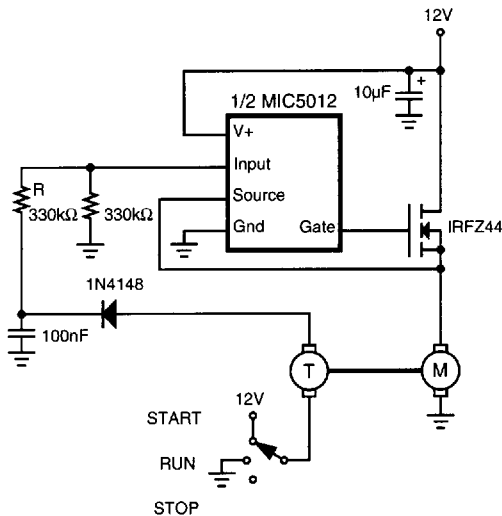 12V
10µF
+
1/2 MIC5012
V+
Input
Source
Gnd
Gate
IRFZ44
R
330kΩ
330kΩ
1N4148
100nF
T
M
12V
START
RUN
STOP